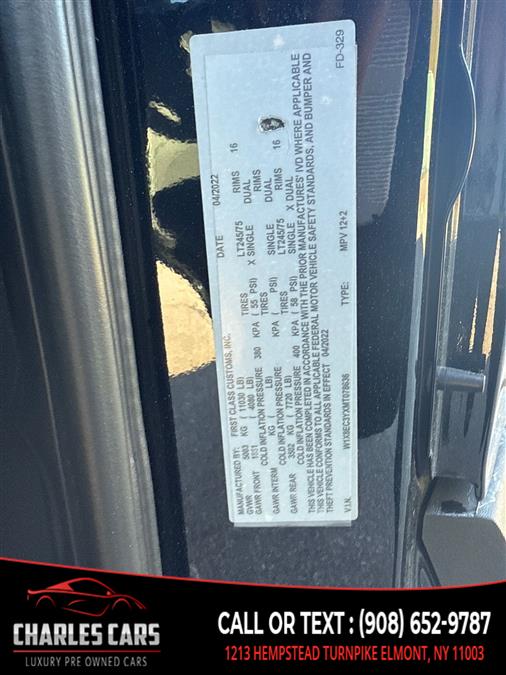 MANUFACTURED BY: FIRST CLASS CUSTOMS, INC. DATE 04/2022
GVWR 5003 KG ( 11030 LB)
GAWR FRONT 1851 KG ( 4080 LB) TIRES LT245/75 RIMS 16
COLD INFLATION PRESSURE 380 KPA ( 55 PSI) X SINGLE DUAL
GAWR INTERM KG ( LB) TIRES RIMS
COLD INFLATION PRESSURE KPA ( PSI) SINGLE DUAL
GAWR REAR 3502 KG ( 7720 LB) TIRES LT245/75 RIMS 16
COLD INFLATION PRESSURE 400 KPA ( 58 PSI) SINGLE X DUAL
THIS VEHICLE HAS BEEN COMPLETED IN ACCORDANCE WITH THE PRIOR MANUFACTURES' IVD WHERE APPLICABLE
THIS VEHICLE CONFORMS TO ALL APPLICABLE FEDERAL MOTOR VEHICLE SAFETY STANDARDS, AND BUMPER AND
THEFT PREVENTION STANDARDS IN EFFECT 04/2022
V.I.N. W1X8EC3YXMT078636 TYPE: MPV 12+2
FD-329
CHARLES CARS
LUXURY PRE OWNED CARS
CALL OR TEXT : (908) 652-9787
1213 HEMPSTEAD TURNPIKE ELMONT, NY 11003